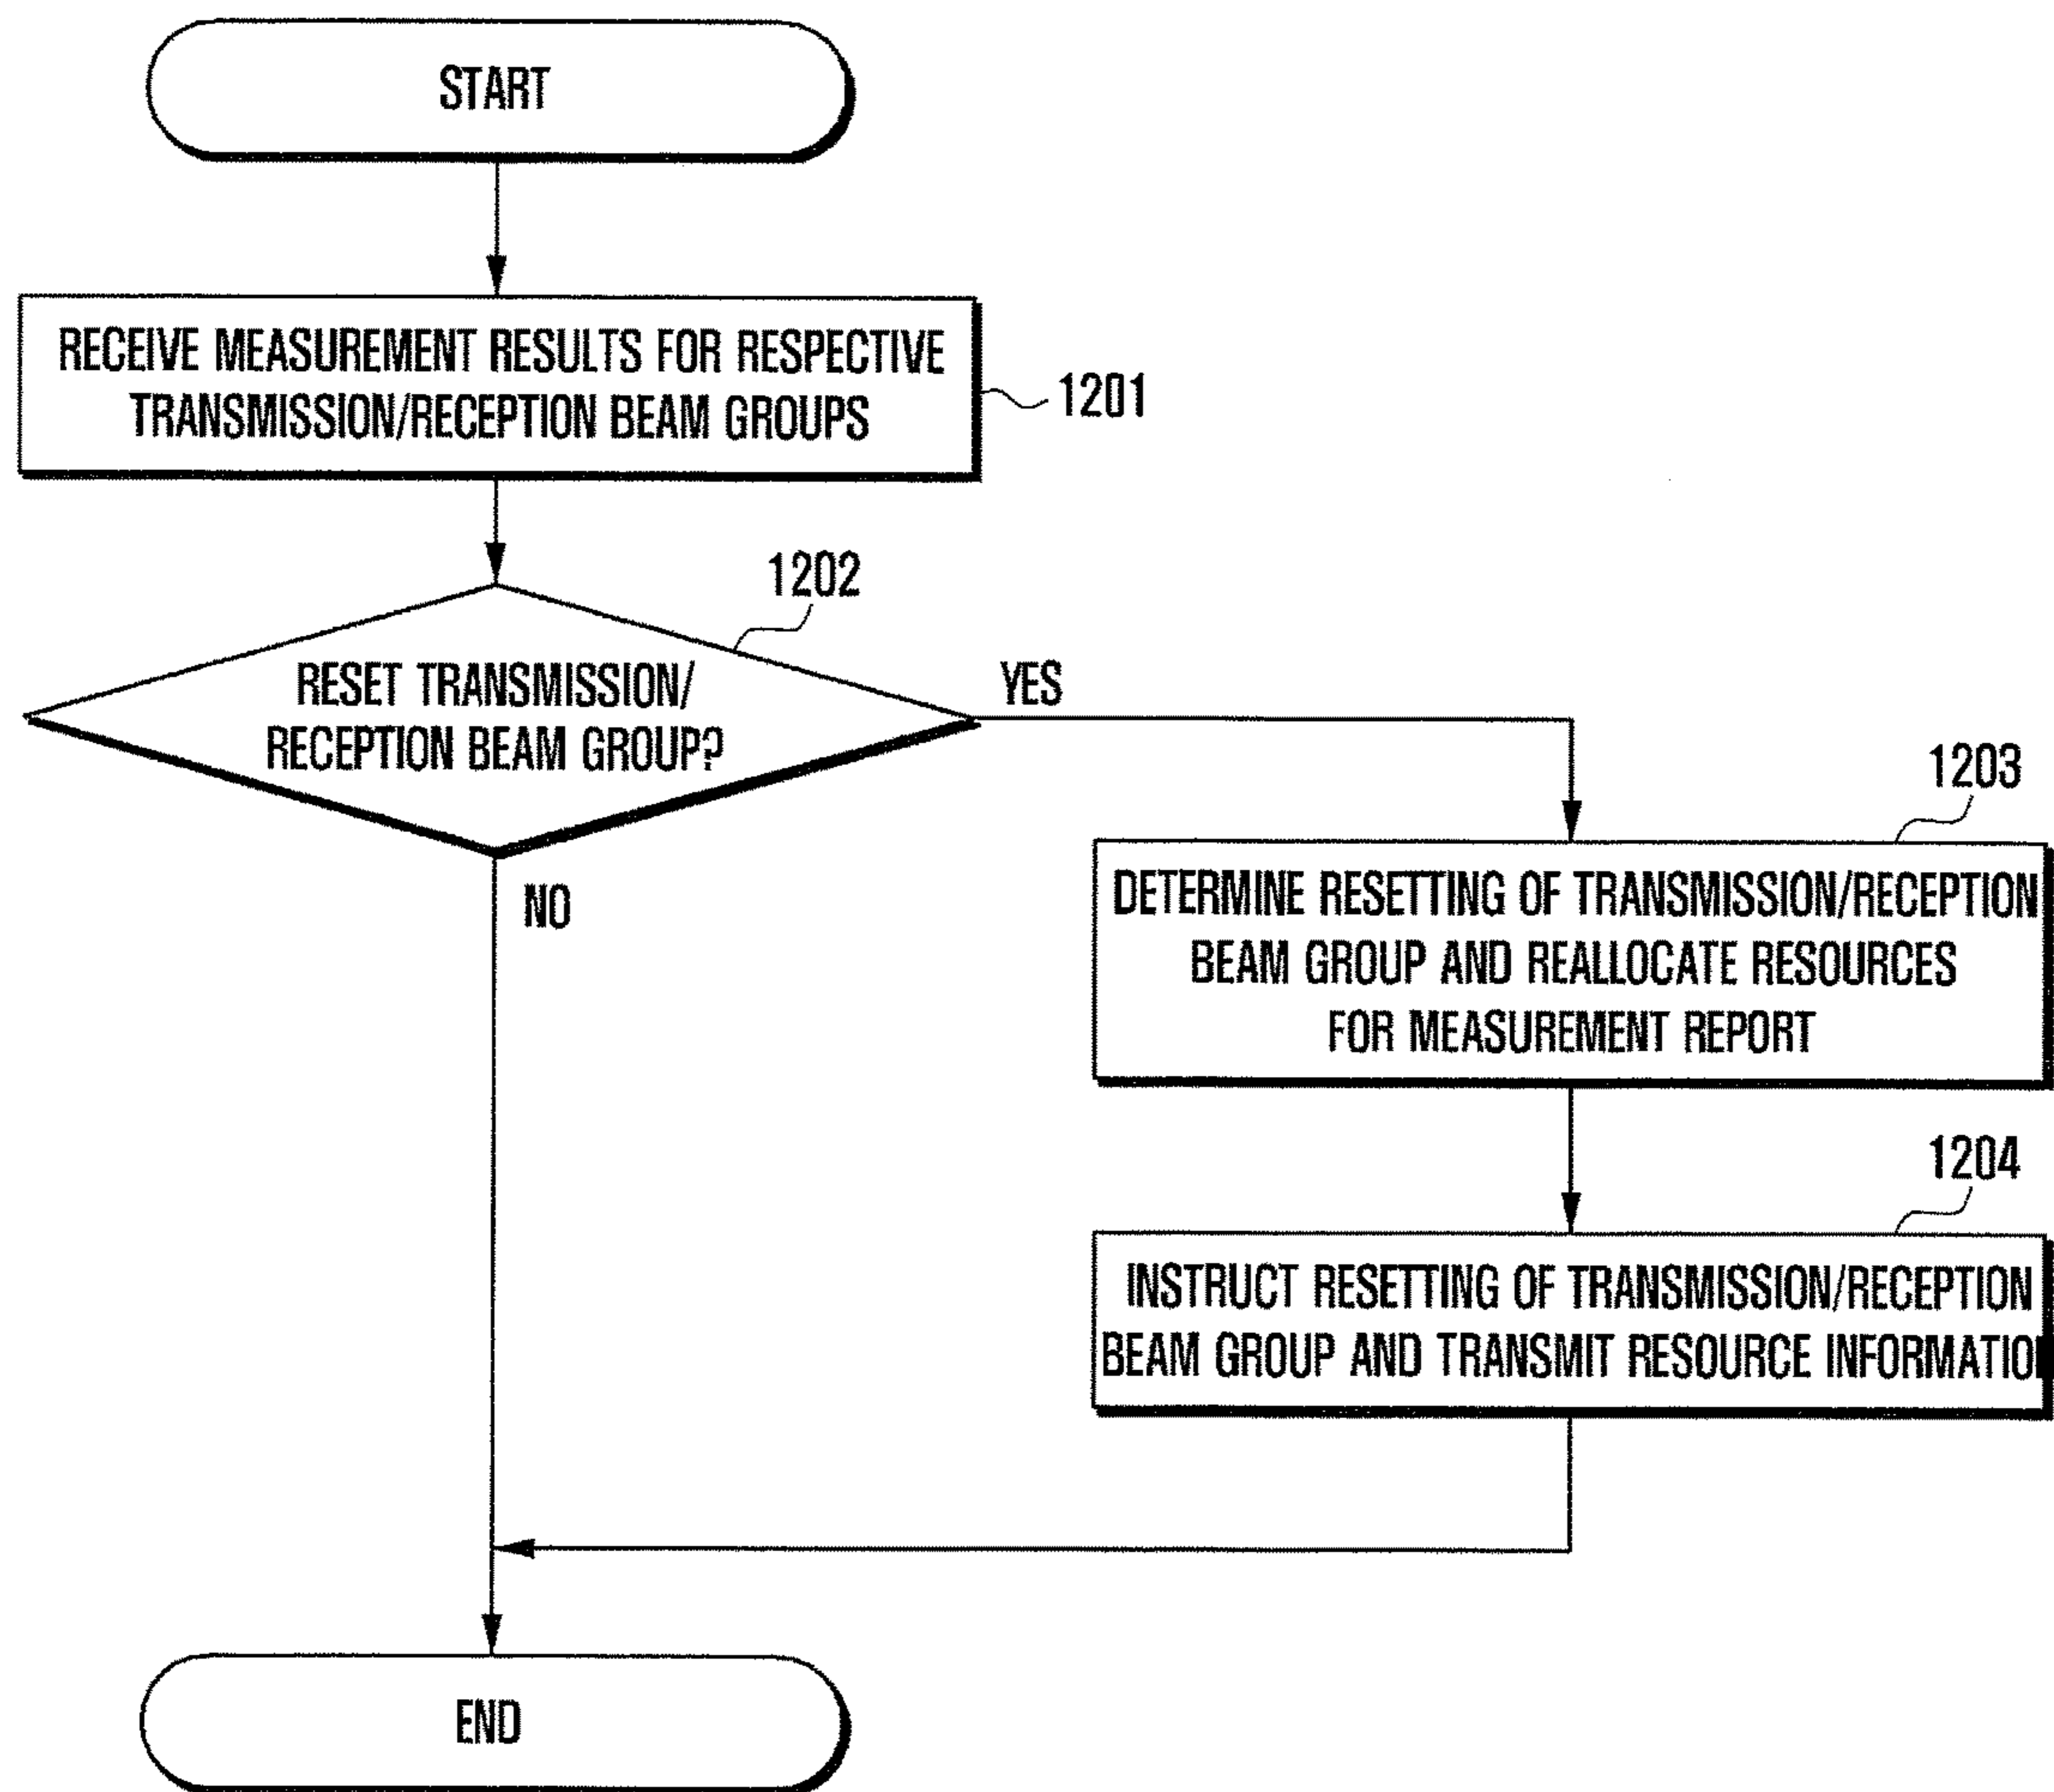 START
RECEIVE MEASUREMENT RESULTS FOR RESPECTIVE
TRANSMISSION/RECEPTION BEAM GROUPS
1201
1202
RESET TRANSMISSION/
RECEPTION BEAM GROUP?
YES
NO
1203
DETERMINE RESETTING OF TRANSMISSION/RECEPTION
BEAM GROUP AND REALLOCATE RESOURCES
FOR MEASUREMENT REPORT
1204
INSTRUCT RESETTING OF TRANSMISSION/RECEPTION
BEAM GROUP AND TRANSMIT RESOURCE INFORMATION
END